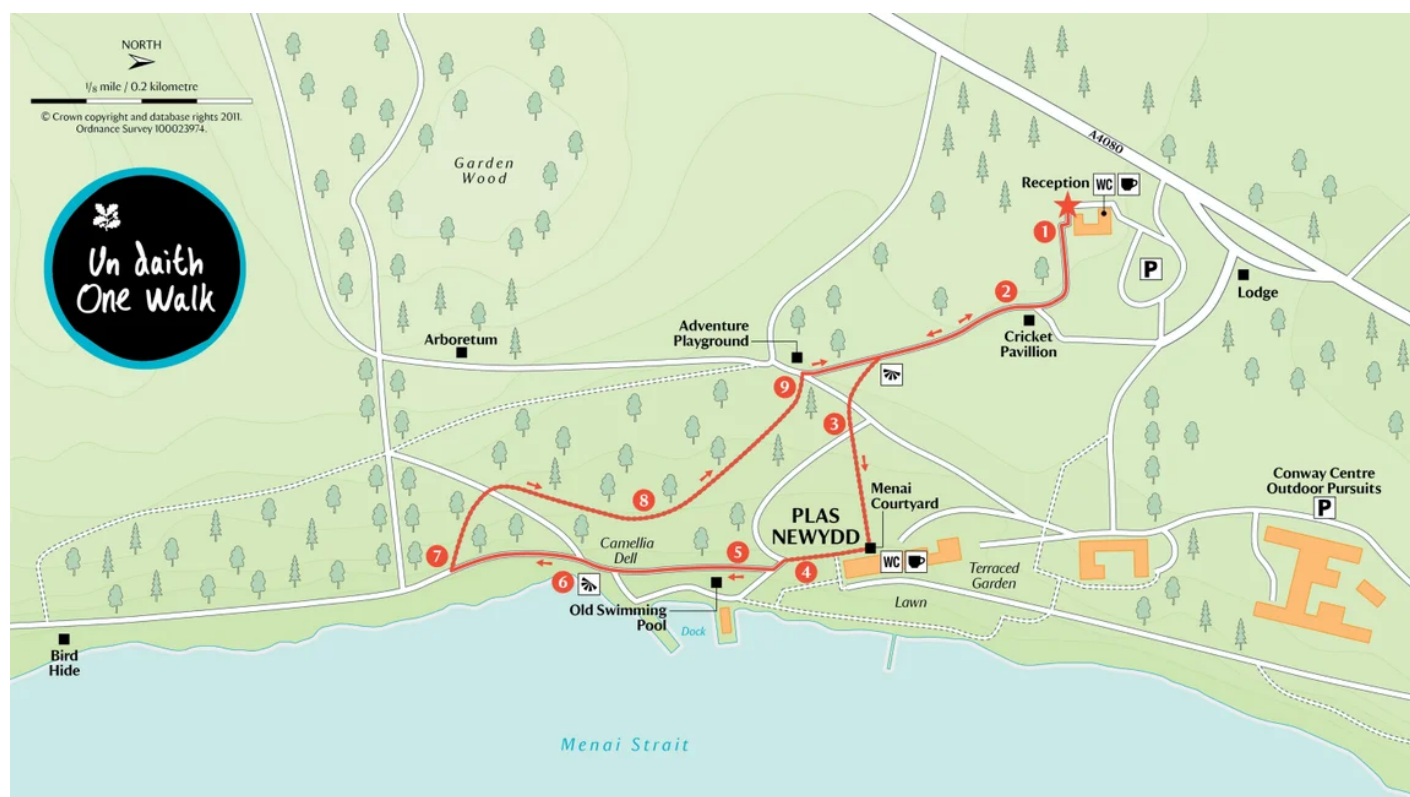 NORTH
1/8 mile / 0.2 kilometre
© Crown copyright and database rights 2011.
Ordnance Survey 100023974.
Un daith
One Walk
Garden
Wood
A4080
Reception
WC
1
P
Lodge
2
Cricket
Pavillion
Arboretum
Adventure
Playground
9
3
Conway Centre
Outdoor Pursuits
P
Menai
Courtyard
8
PLAS
NEWYDD
7
Camellia
Dell
5
4
WC
Terraced
Garden
6
Old Swimming
Pool
Lawn
Dock
Bird
Hide
Menai Strait